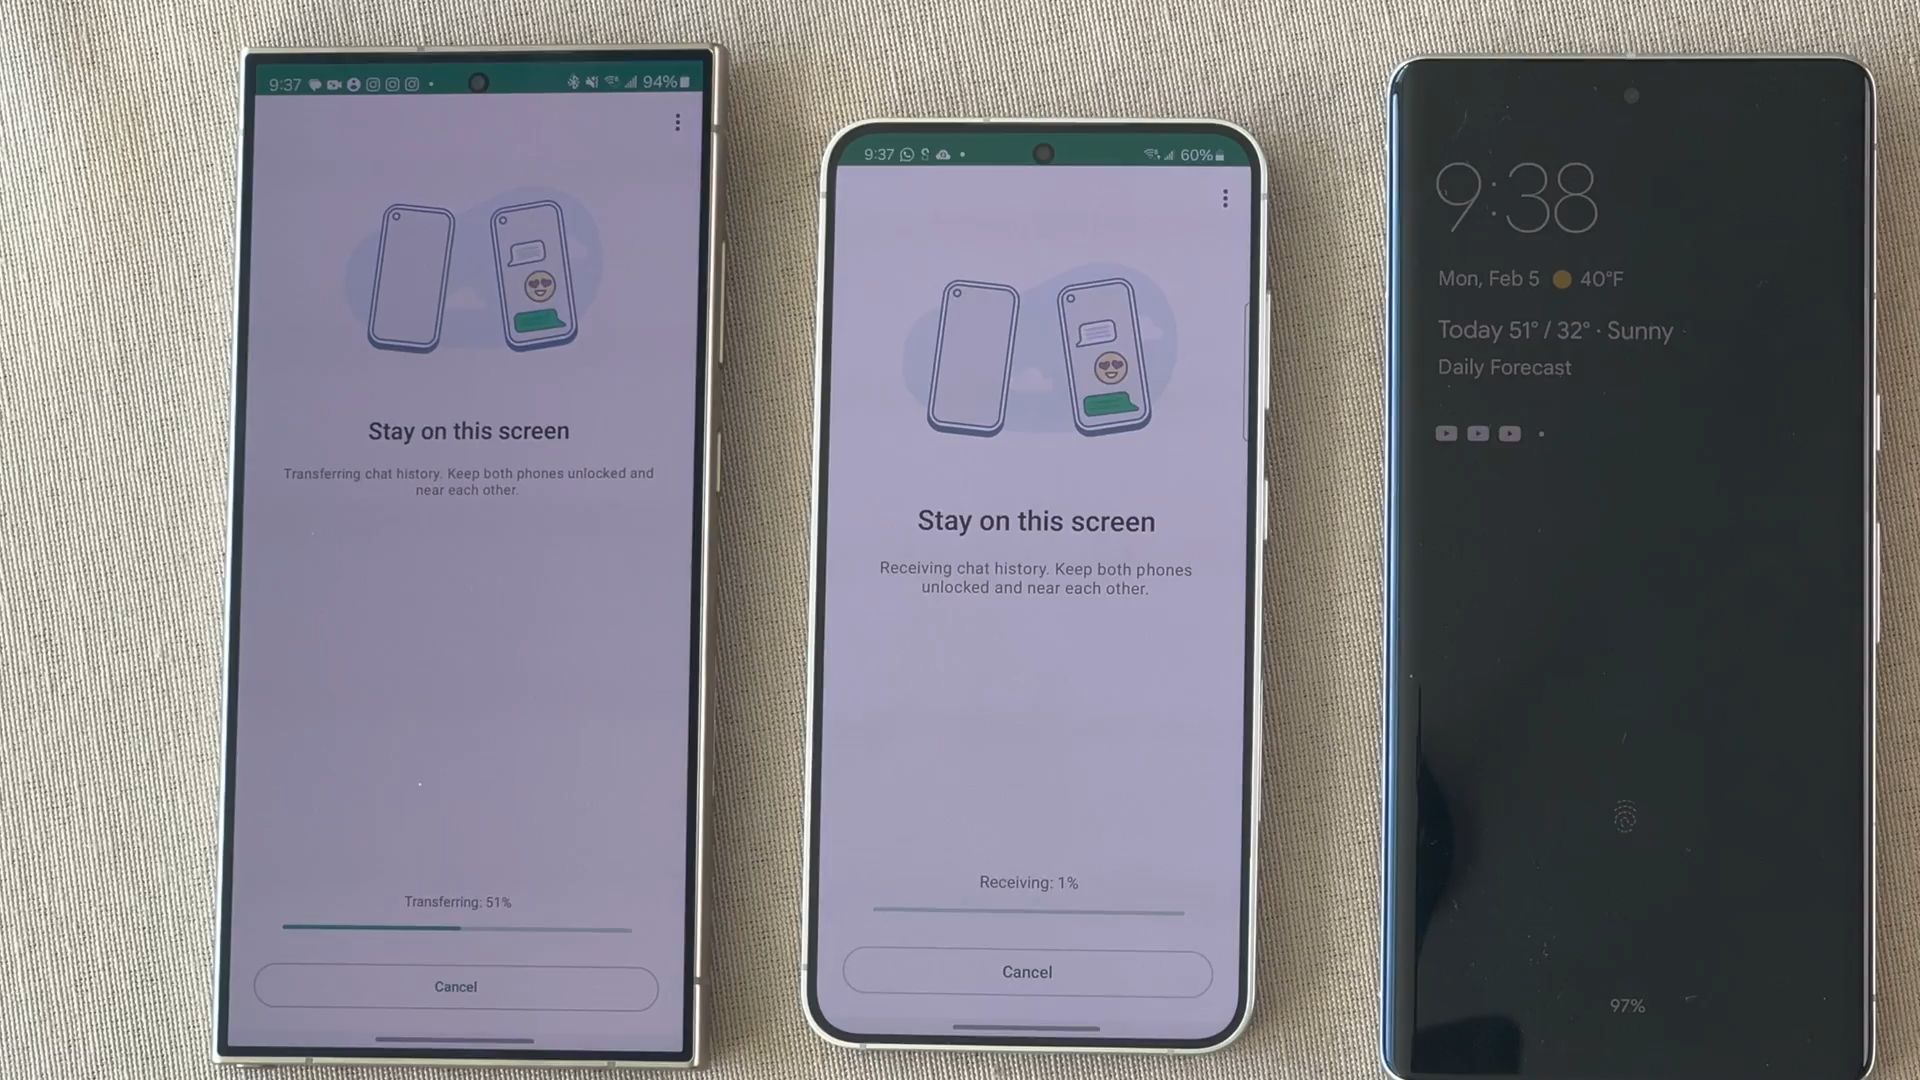 9:37
94%
Stay on this screen
Transferring chat history. Keep both phones unlocked and
near each other.
Transferring: 51%
Cancel
9:37
60%
Stay on this screen
Receiving chat history. Keep both phones
unlocked and near each other.
Receiving: 1%
Cancel
9:38
Mon, Feb 5 40°F
Today 51° / 32° · Sunny
Daily Forecast
97%